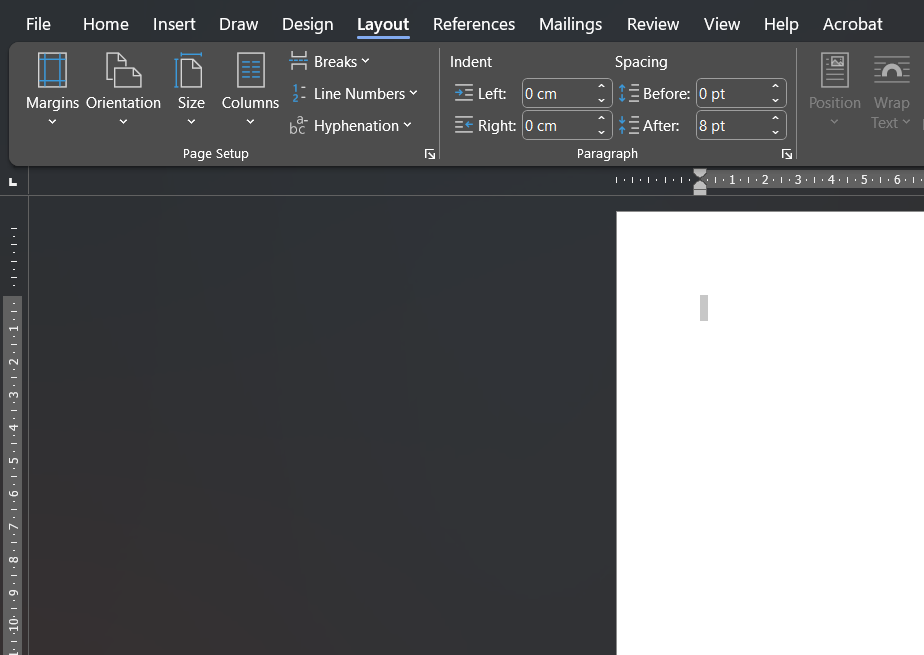 File Home Insert Draw Design Layout References Mailings Review View Help Acrobat
Margins Orientation Size Columns
Breaks
Line Numbers
Hyphenation
Page Setup
Indent Spacing
Left: 0 cm Before: 0 pt
Right: 0 cm After: 8 pt
Paragraph
Position Wrap
Text
1 2 3 4 5 6
1
2
3
4
5
6
7
8
9
10
1